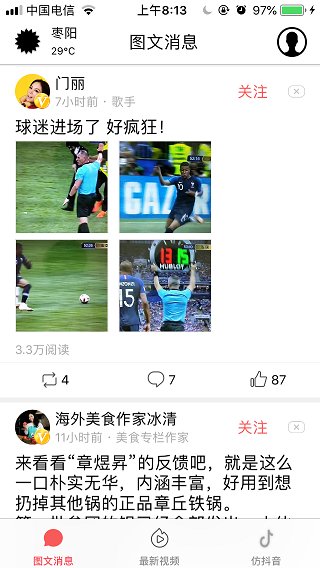 中国电信 上午8:13 97%
枣阳
29°C
图文消息
门丽
7小时前 · 歌手
关注
球迷进场了 好疯狂！
GAZ
10
15
13 15
HUBLOT
3.3万阅读
4 7 87
海外美食作家冰清
11小时前 · 美食专栏作家
关注
来看看“章煜昇”的反馈吧，就是这么
一口朴实无华，内涵丰富，好用到想
扔掉其他锅的正品章丘铁锅。
图文消息 最新视频 仿抖音